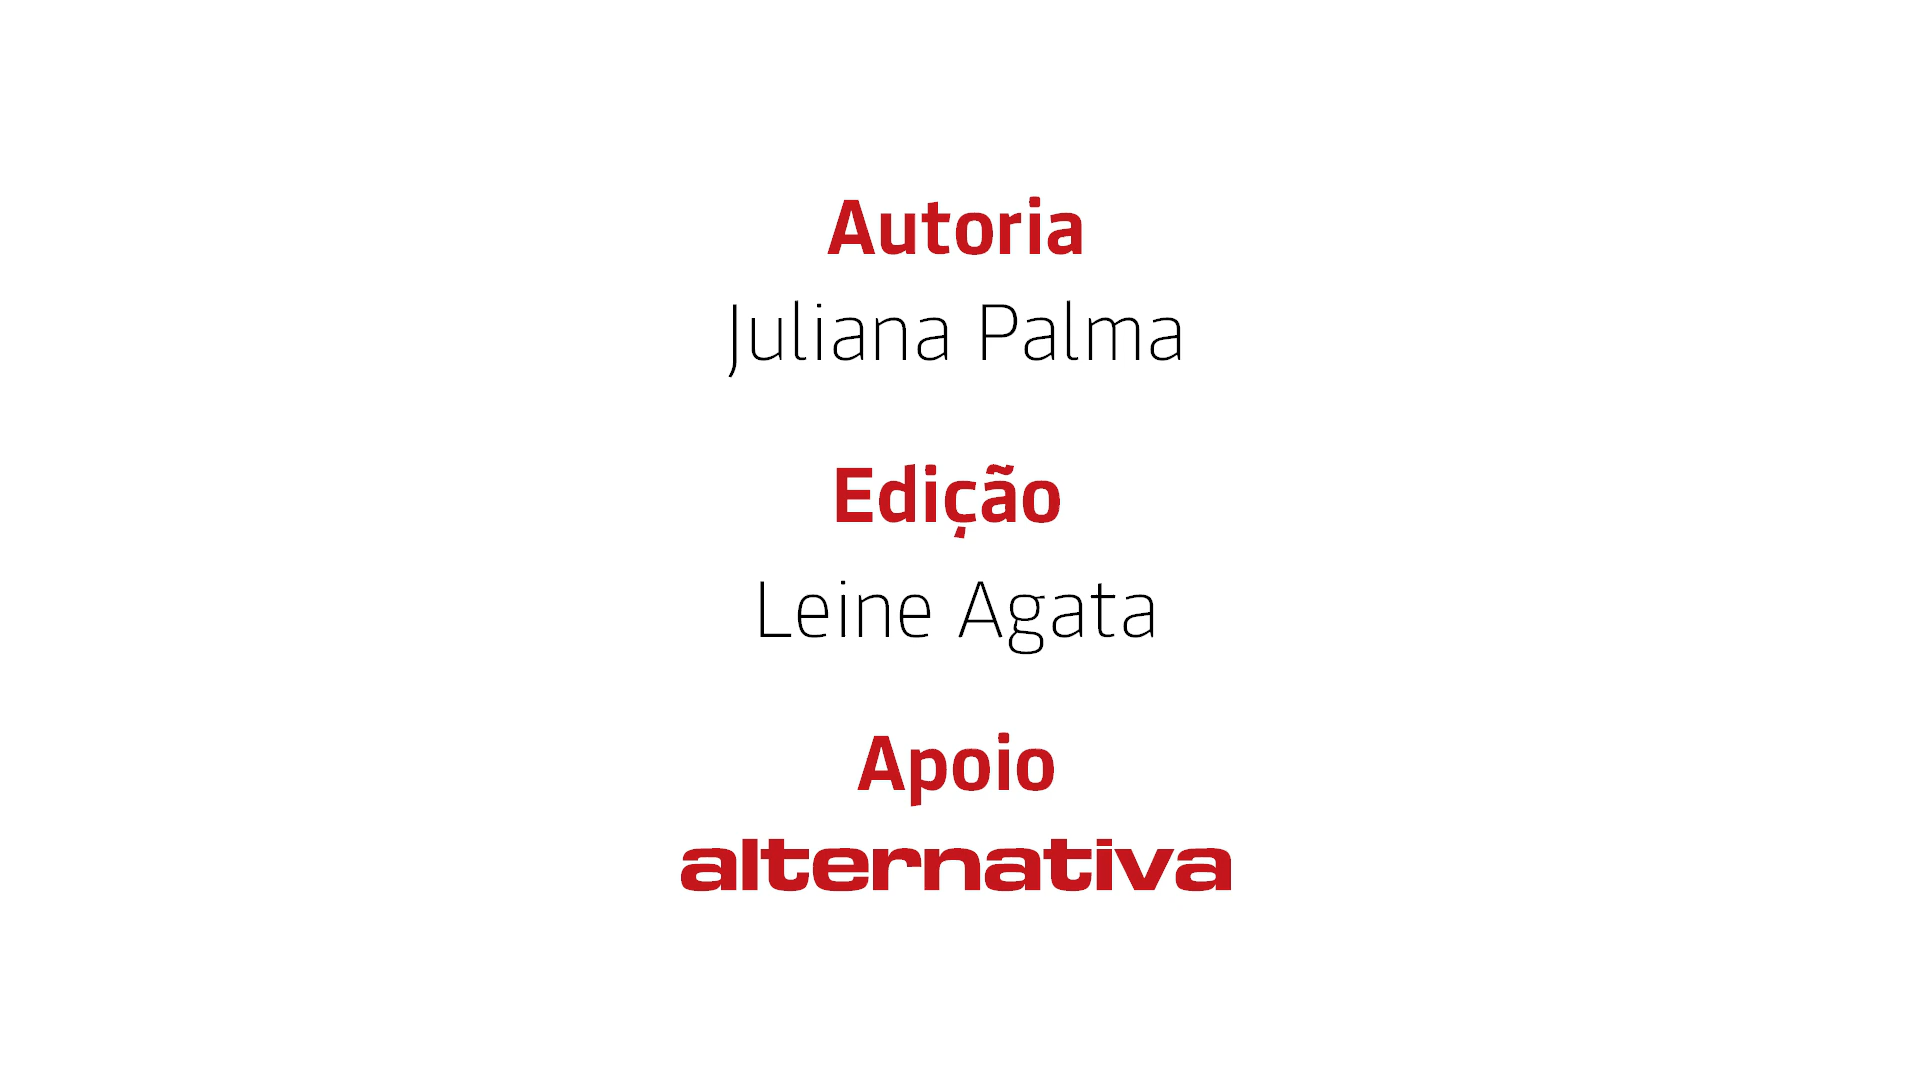 Autoria
Juliana Palma
Edição
Leine Agata
Apoio
alternativa